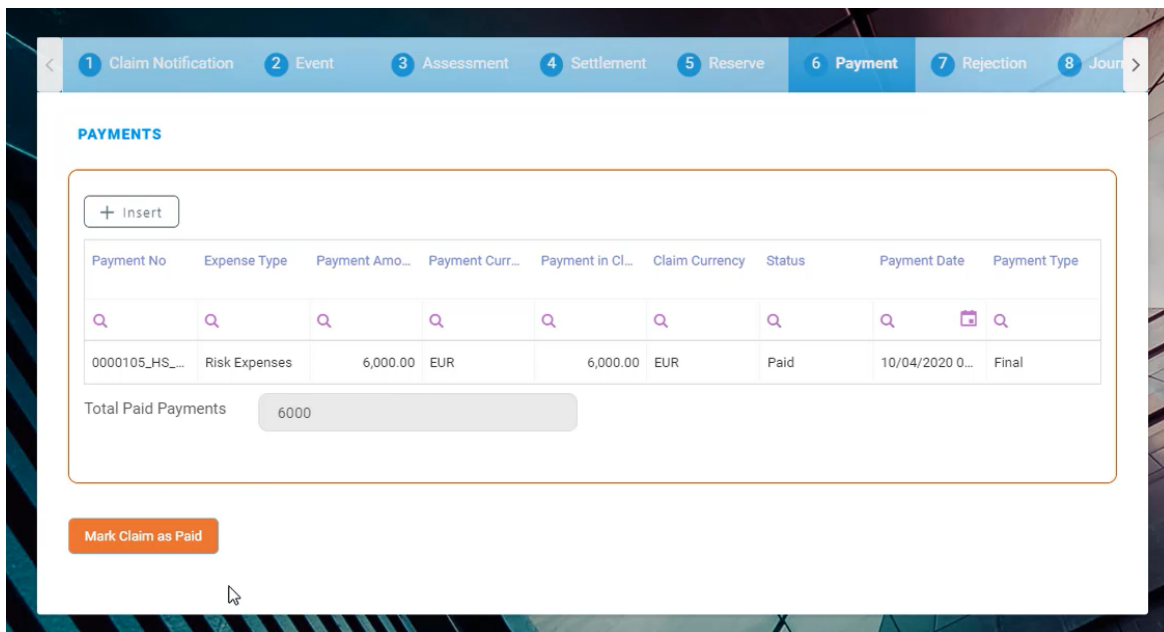 1 Claim Notification 2 Event 3 Assessment 4 Settlement 5 Reserve 6 Payment 7 Rejection 8 Jour
PAYMENTS
+ Insert
Payment No Expense Type Payment Amo... Payment Curr... Payment in Cl... Claim Currency Status Payment Date Payment Type
0000105_HS_... Risk Expenses 6,000.00 EUR 6,000.00 EUR Paid 10/04/2020 0... Final
Total Paid Payments 6000
Mark Claim as Paid